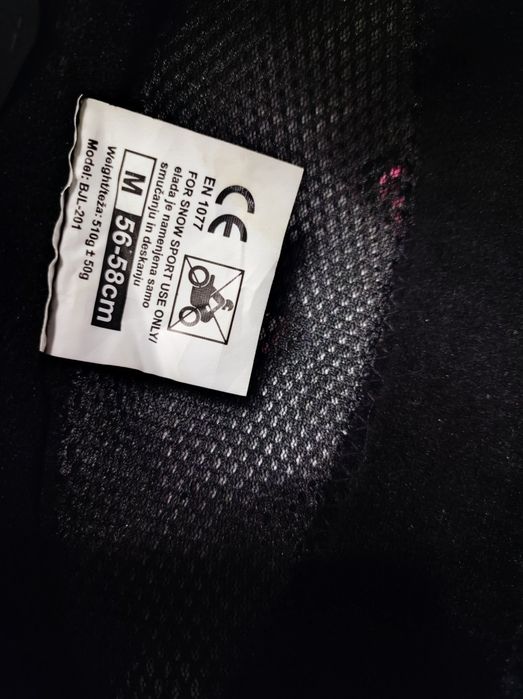 CE
EN 1077
FOR SNOW SPORT USE ONLY/
elada je namenjena samo
smučanju in deskanju
M 56-58cm
Weight/teža: 510g ± 50g
Model: BJL-201